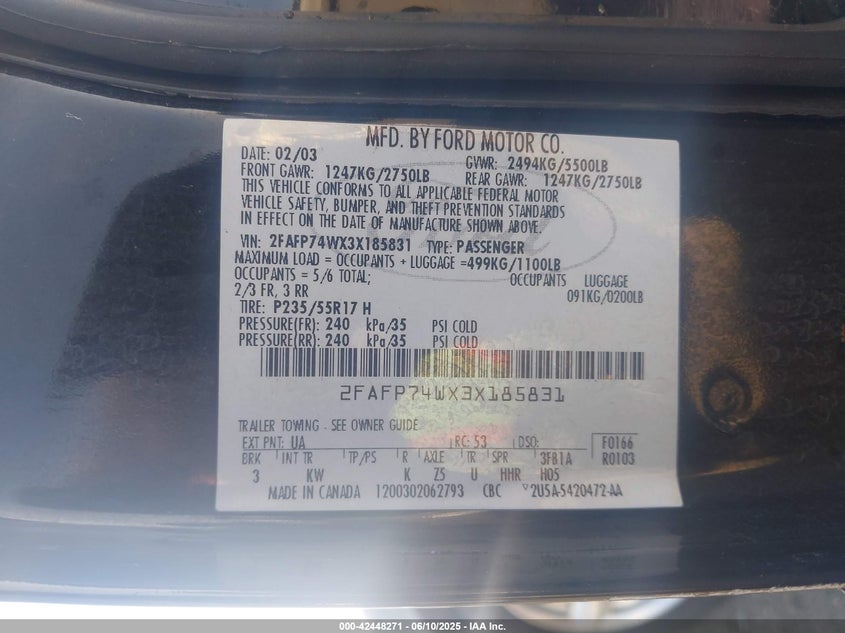 MFD. BY FORD MOTOR CO.
DATE: 02/03 GVWR: 2494KG/5500LB
FRONT GAWR: 1247KG/2750LB REAR GAWR: 1247KG/2750LB
THIS VEHICLE CONFORMS TO ALL APPLICABLE FEDERAL MOTOR
VEHICLE SAFETY, BUMPER, AND THEFT PREVENTION STANDARDS
IN EFFECT ON THE DATE OF MANUFACTURE SHOWN ABOVE.
VIN: 2FAFP74WX3X185831 TYPE: PASSENGER
MAXIMUM LOAD = OCCUPANTS + LUGGAGE =499KG/1100LB
OCCUPANTS = 5/6 TOTAL; OCCUPANTS LUGGAGE
2/3 FR, 3 RR 091KG/0200LB
TIRE: P235/55R17 H
PRESSURE(FR): 240 kPa/35 PSI COLD
PRESSURE(RR): 240 kPa/35 PSI COLD
2FAFP74WX3X185831
TRAILER TOWING - SEE OWNER GUIDE
EXT PNT: UA RC: 53 DSO: F0166
BRK INT TR TP/PS R AXLE TR SPR 3FB1A R0103
3 KW K Z5 U HHR H05
MADE IN CANADA 1200302062793 CBC 2U5A-5420472-AA
000-42448271 - 06/10/2025 - IAA Inc.